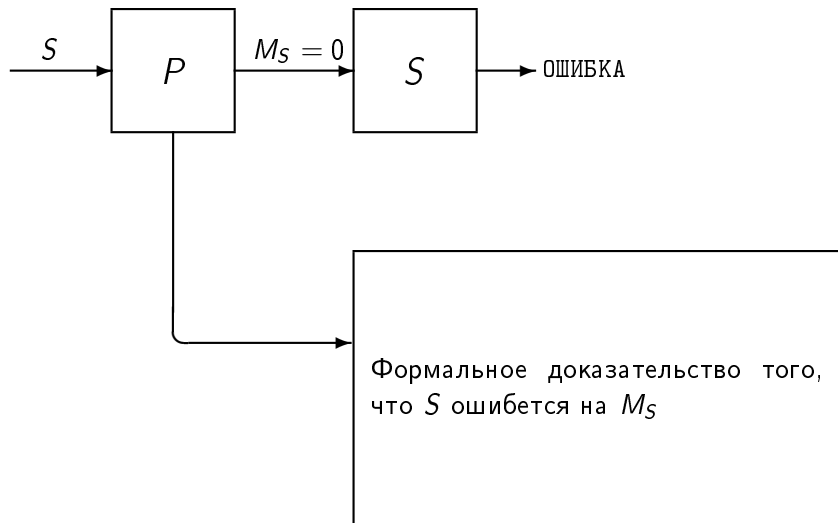 S
P
M_S = 0
S
ОШИБКА
Формальное доказательство того,
что S ошибется на M_S